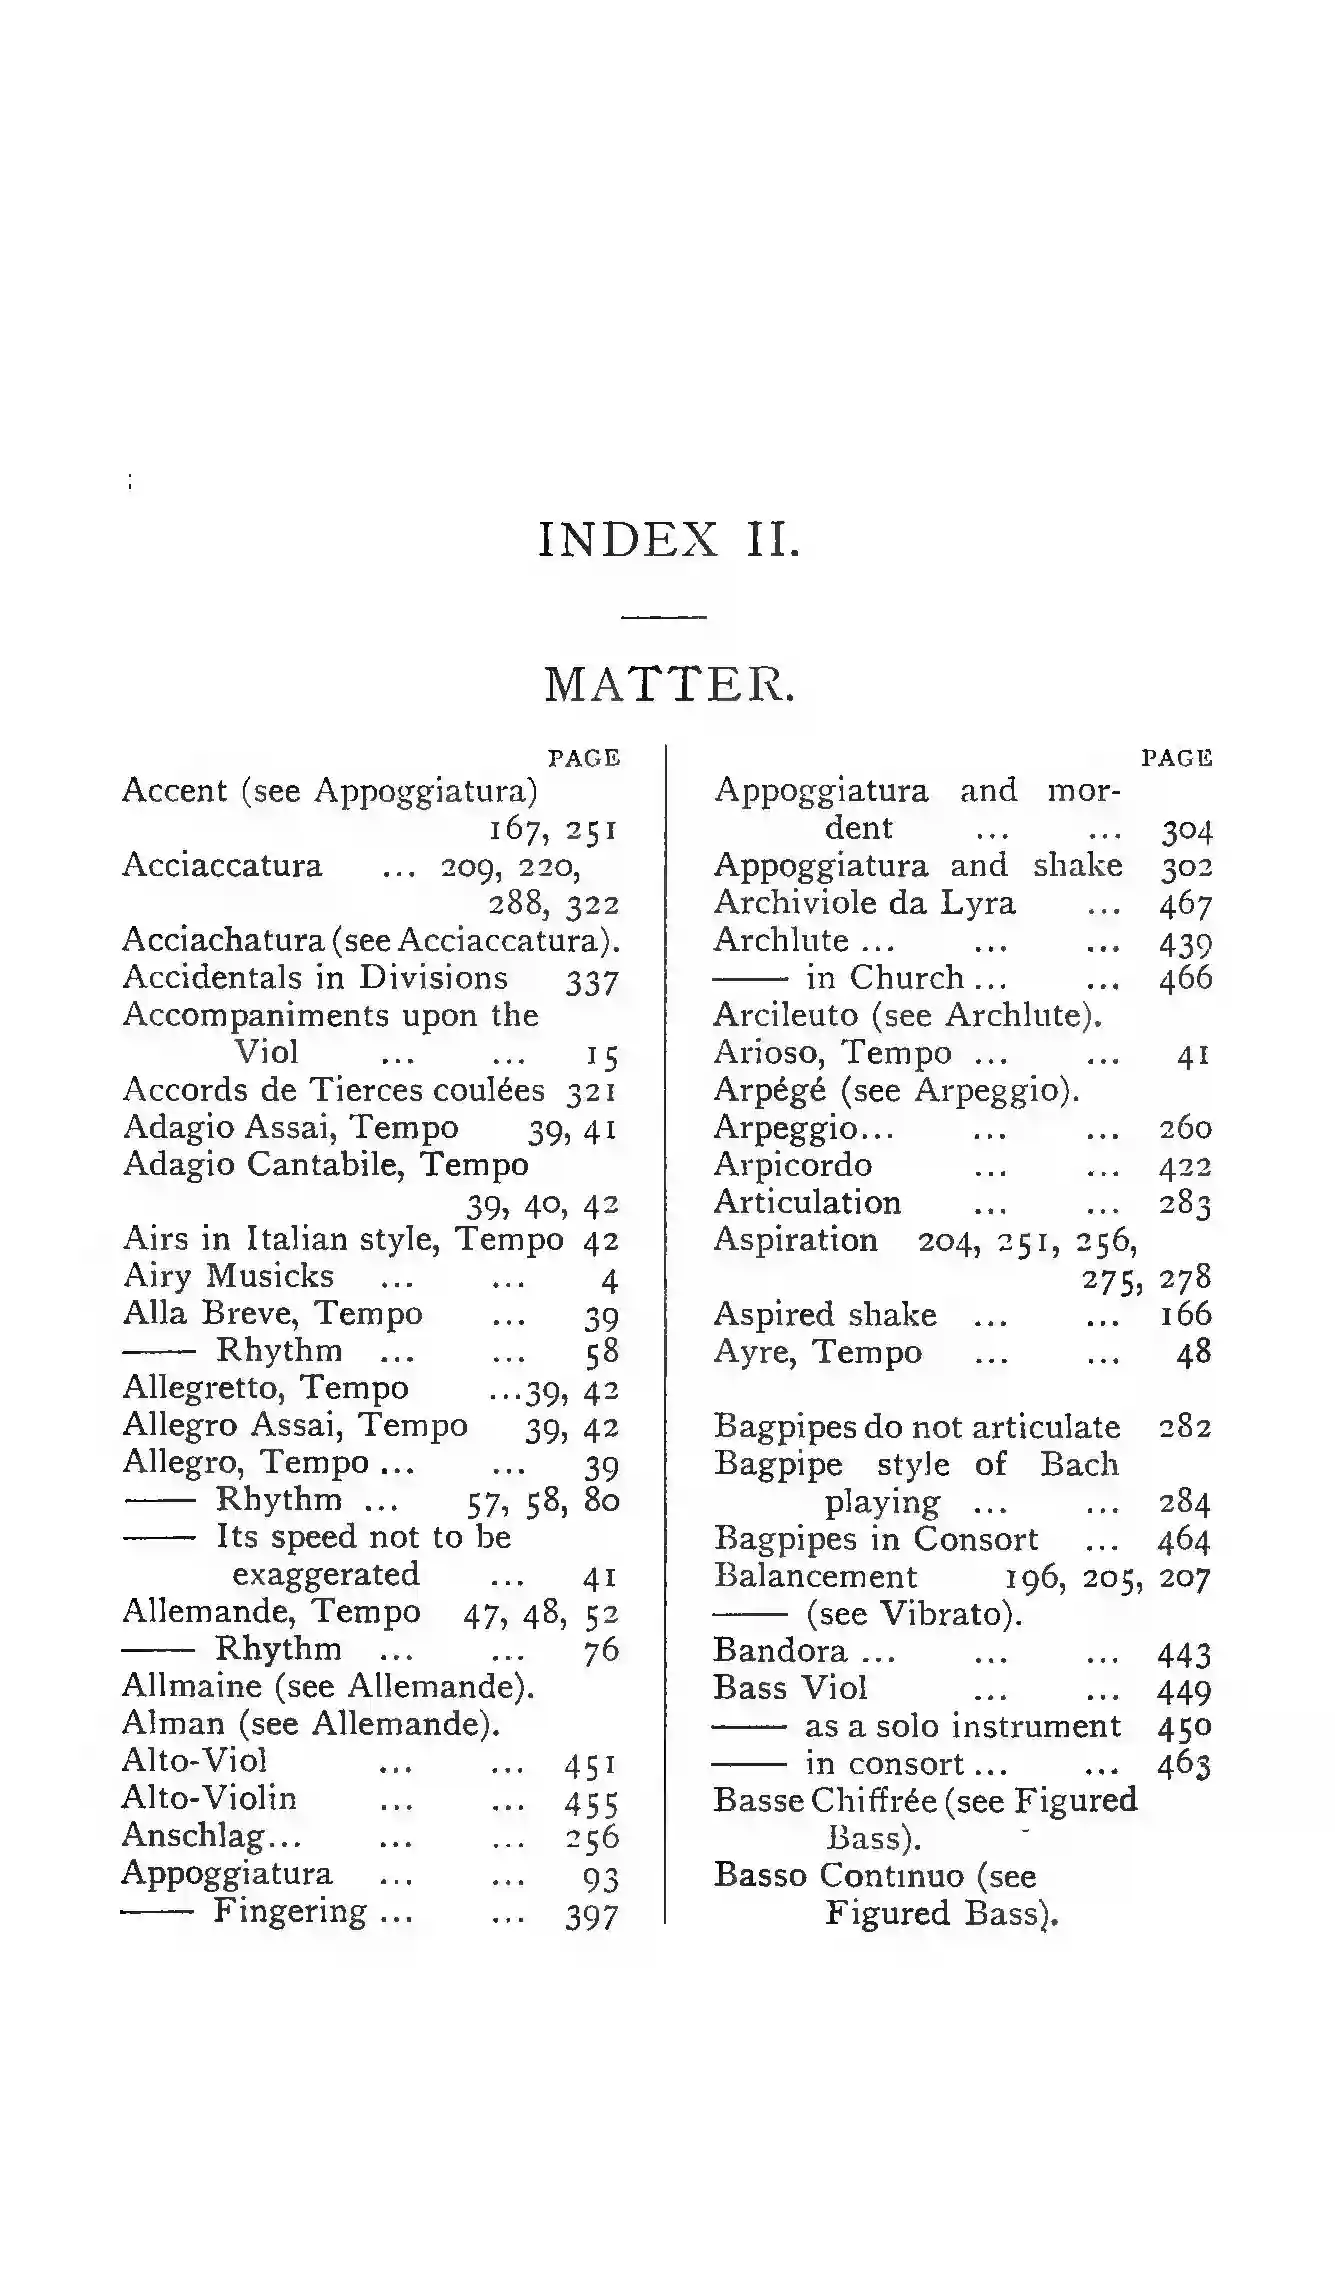 INDEX II.
MATTER.
PAGE
Accent (see Appoggiatura)
167, 251
Acciaccatura ... 209, 220,
288, 322
Acciachatura (see Acciaccatura).
Accidentals in Divisions 337
Accompaniments upon the
Viol ... ... 15
Accords de Tierces coulées 321
Adagio Assai, Tempo 39, 41
Adagio Cantabile, Tempo
39, 40, 42
Airs in Italian style, Tempo 42
Airy Musicks ... ... 4
Alla Breve, Tempo ... 39
—— Rhythm ... ... 58
Allegretto, Tempo ...39, 42
Allegro Assai, Tempo 39, 42
Allegro, Tempo ... ... 39
—— Rhythm ... 57, 58, 80
—— Its speed not to be
exaggerated ... 41
Allemande, Tempo 47, 48, 52
—— Rhythm ... ... 76
Allmaine (see Allemande).
Alman (see Allemande).
Alto-Viol ... ... 451
Alto-Violin ... ... 455
Anschlag... ... ... 256
Appoggiatura ... ... 93
—— Fingering ... ... 397
PAGE
Appoggiatura and mor-
dent ... ... 304
Appoggiatura and shake 302
Archiviole da Lyra ... 467
Archlute ... ... ... 439
—— in Church ... ... 466
Arcileuto (see Archlute).
Arioso, Tempo ... ... 41
Arpégé (see Arpeggio).
Arpeggio... ... ... 260
Arpicordo ... ... 422
Articulation ... ... 283
Aspiration 204, 251, 256,
275, 278
Aspired shake ... ... 166
Ayre, Tempo ... ... 48
Bagpipes do not articulate 282
Bagpipe style of Bach
playing ... ... 284
Bagpipes in Consort ... 464
Balancement 196, 205, 207
—— (see Vibrato).
Bandora ... ... ... 443
Bass Viol ... ... 449
—— as a solo instrument 450
—— in consort ... ... 463
Basse Chiffrée (see Figured
Bass).
Basso Continuo (see
Figured Bass).